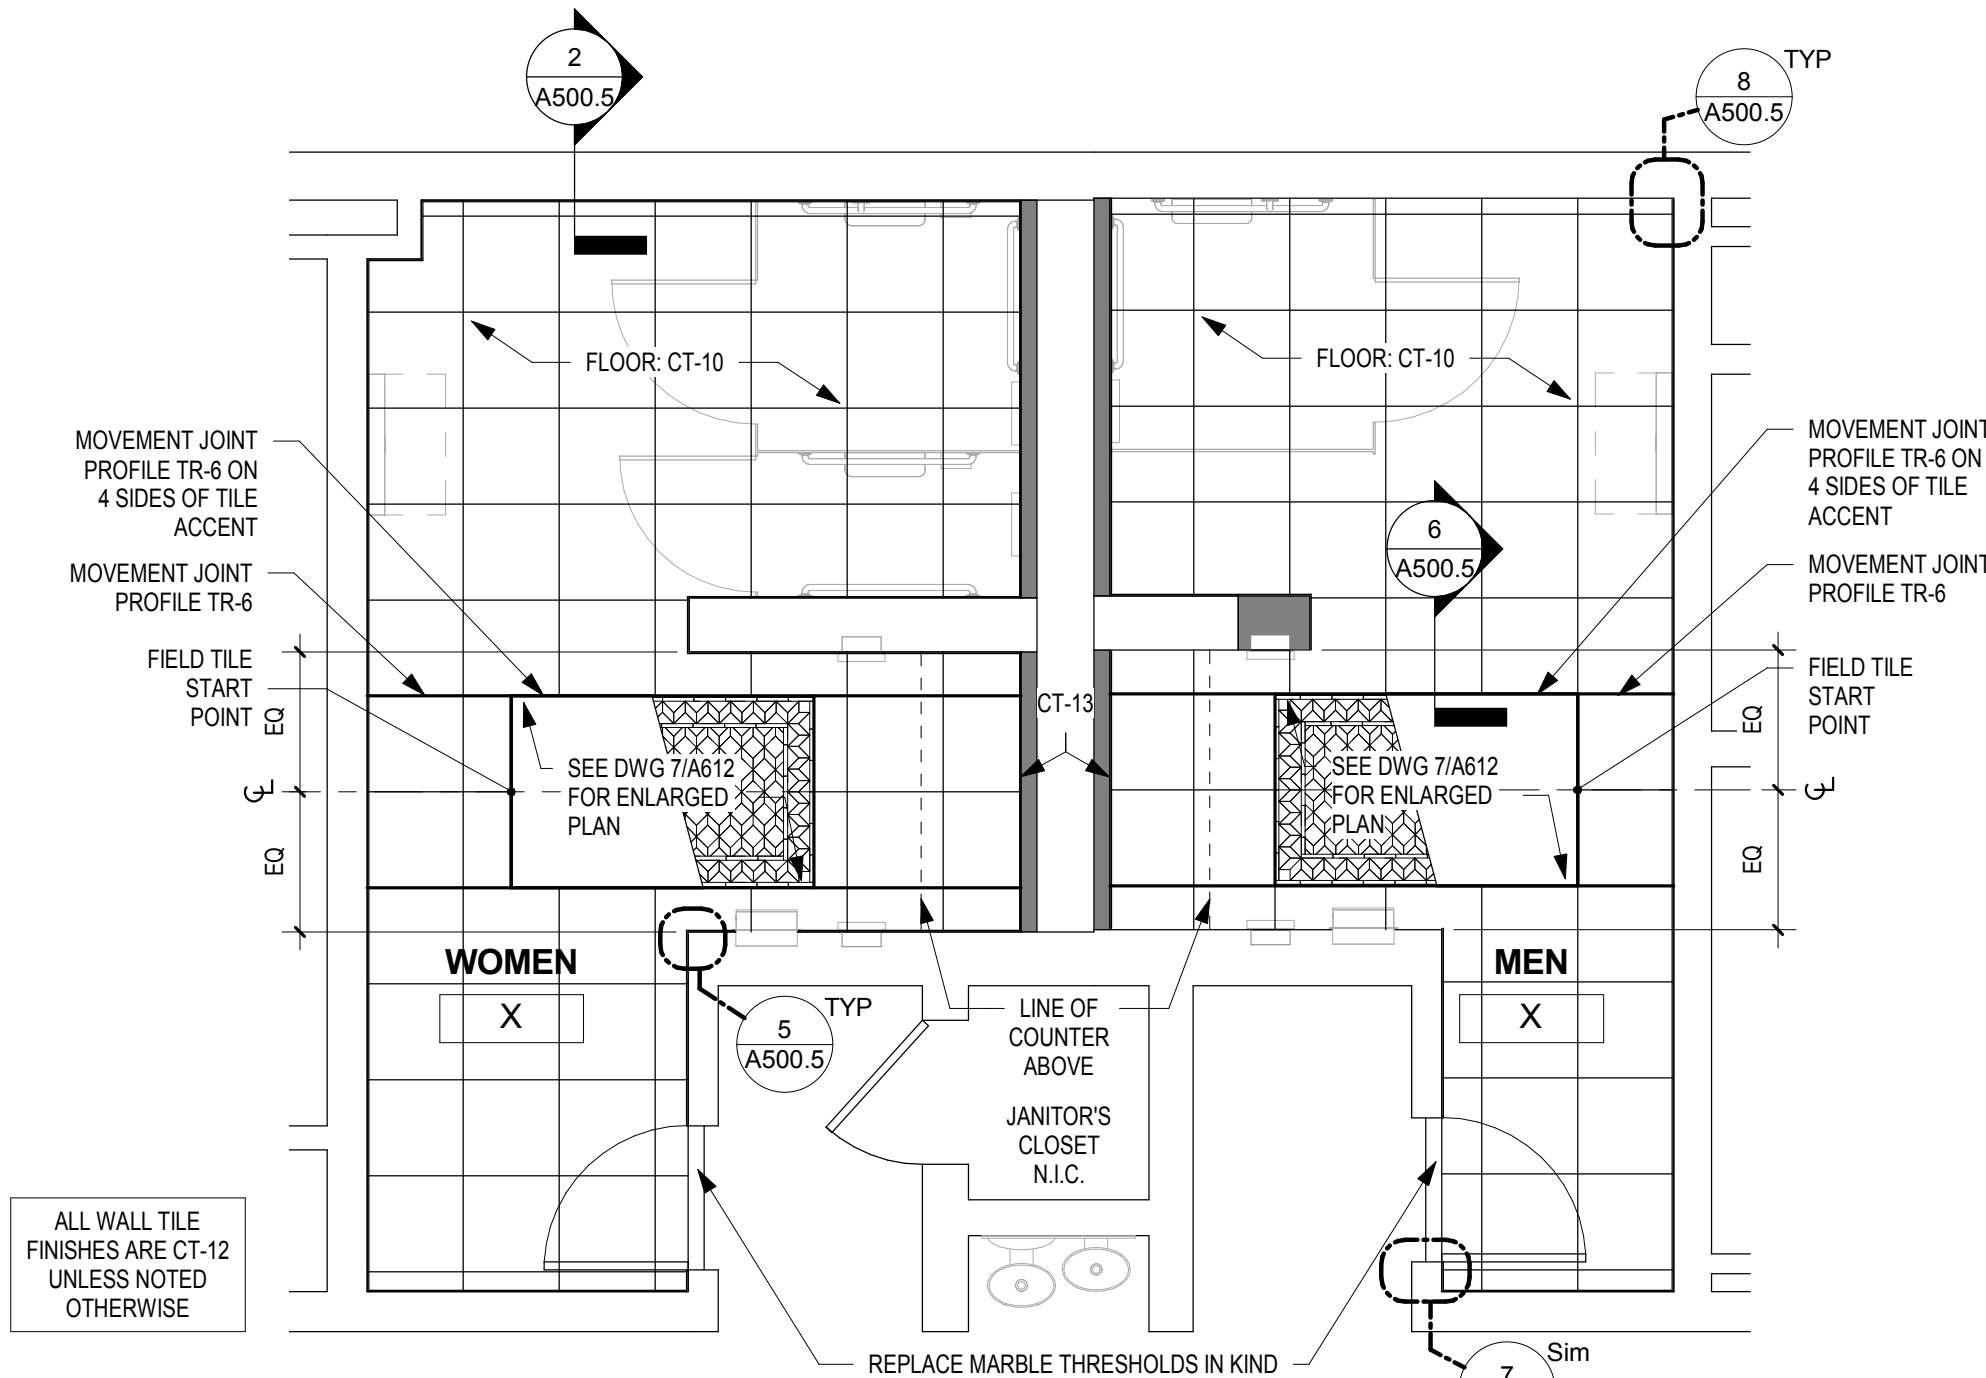 2
A500.5
8
A500.5
TYP
FLOOR: CT-10
FLOOR: CT-10
MOVEMENT JOINT
PROFILE TR-6 ON
4 SIDES OF TILE
ACCENT
MOVEMENT JOINT
PROFILE TR-6
FIELD TILE
START
POINT
EQ
EQ
CL
MOVEMENT JOINT
PROFILE TR-6 ON
4 SIDES OF TILE
ACCENT
MOVEMENT JOINT
PROFILE TR-6
FIELD TILE
START
POINT
EQ
EQ
CL
6
A500.5
CT-13
SEE DWG 7/A612
FOR ENLARGED
PLAN
SEE DWG 7/A612
FOR ENLARGED
PLAN
WOMEN
X
MEN
X
5
A500.5
TYP
LINE OF
COUNTER
ABOVE
JANITOR'S
CLOSET
N.I.C.
ALL WALL TILE
FINISHES ARE CT-12
UNLESS NOTED
OTHERWISE
REPLACE MARBLE THRESHOLDS IN KIND
7
Sim